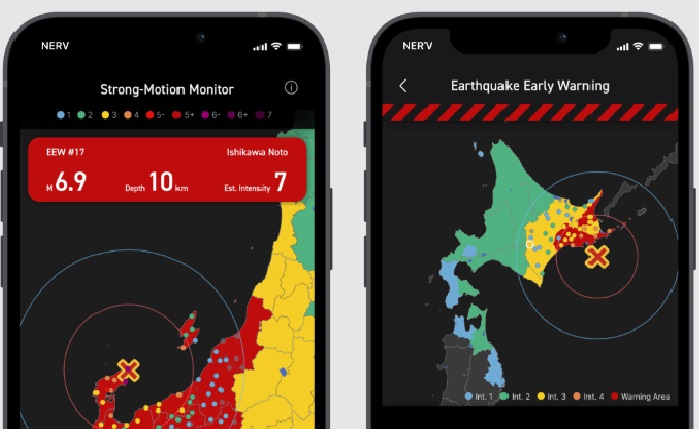 NERV
Strong-Motion Monitor
1 2 3 4 5- 5+ 6- 6+ 7
EEW #17 Ishikawa Noto
M 6.9 Depth 10 km Est. Intensity 7
NERV
Earthquake Early Warning
Int. 1 Int. 2 Int. 3 Int. 4 Warning Area